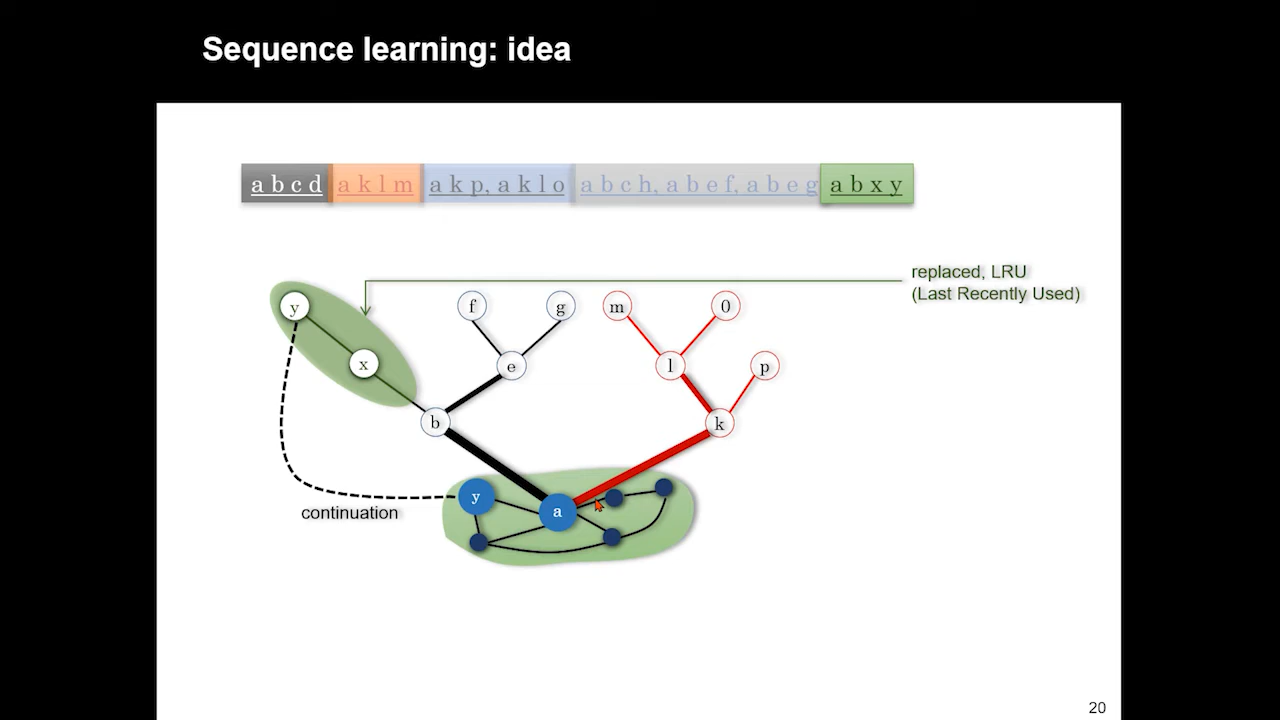 Sequence learning: idea
a b c d a k l m a k p, a k l o a b c h, a b e f, a b e g a b x y
replaced, LRU
(Last Recently Used)
y f g m 0
x e l p
b k
y a
continuation
20